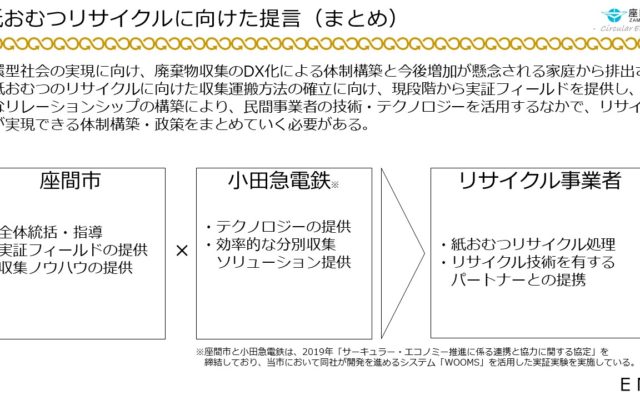 紙おむつリサイクルに向けた提言（まとめ）
座
ZAM
- Circular E
環型社会の実現に向け、廃棄物収集のDX化による体制構築と今後増加が懸念される家庭から排出さ
紙おむつのリサイクルに向けた収集運搬方法の確立に向け、現段階から実証フィールドを提供し、
なリレーションシップの構築により、民間事業者の技術・テクノロジーを活用するなかで、リサイ
が実現できる体制構築・政策をまとめていく必要がある。
座間市
全体統括・指導
実証フィールドの提供
収集ノウハウの提供
×
小田急電鉄※
・テクノロジーの提供
・効率的な分別収集
ソリューション提供
リサイクル事業者
・紙おむつリサイクル処理
・リサイクル技術を有する
パートナーとの提携
※座間市と小田急電鉄は、2019年「サーキュラー・エコノミー推進に係る連携と協力に関する協定」を
締結しており、当市において同社が開発を進めるシステム「WOOMS」を活用した実証実験を実施している。
E N